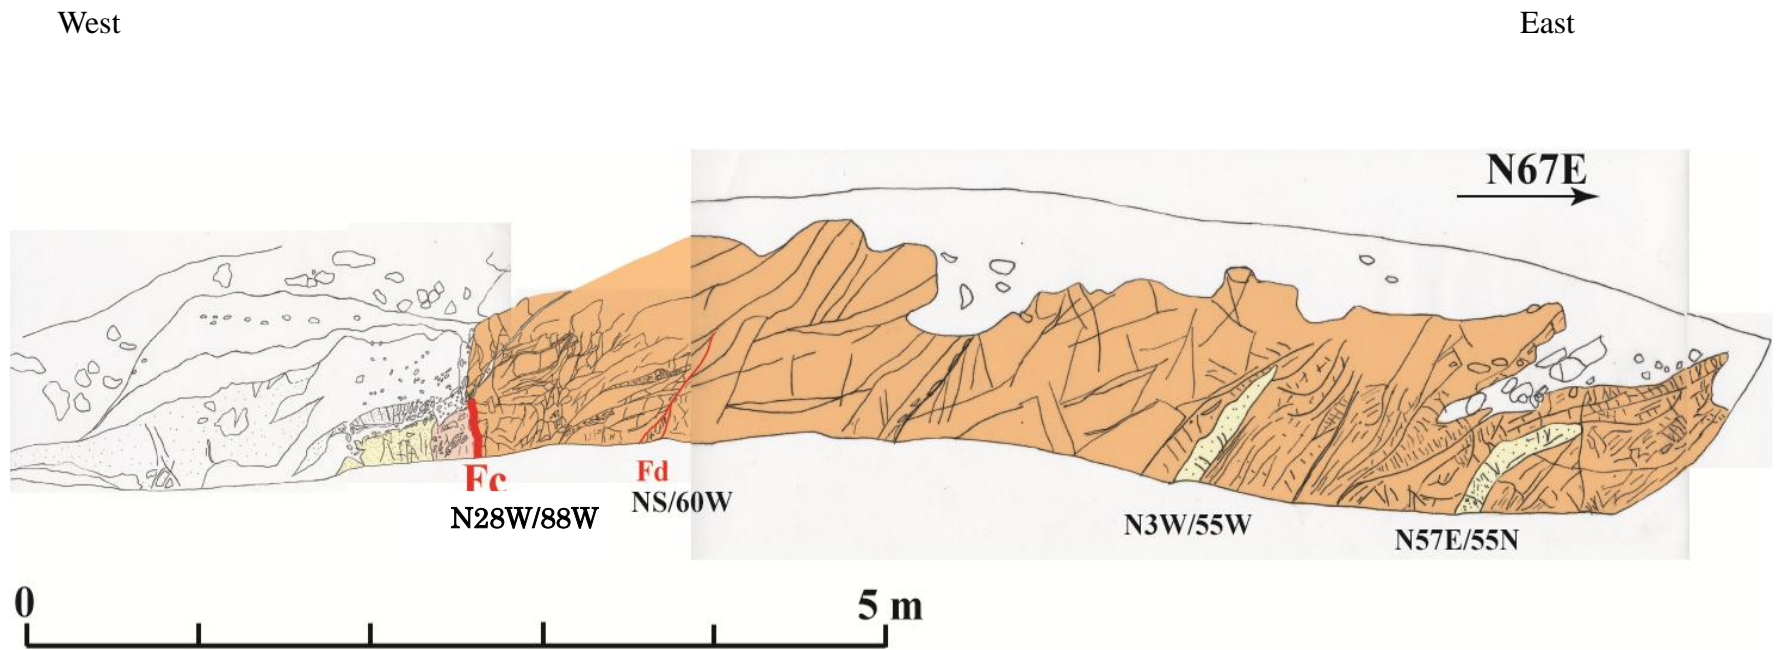 West East
N67E
Fc
Fd
N28W/88W
NS/60W
N3W/55W
N57E/55N
0 5 m